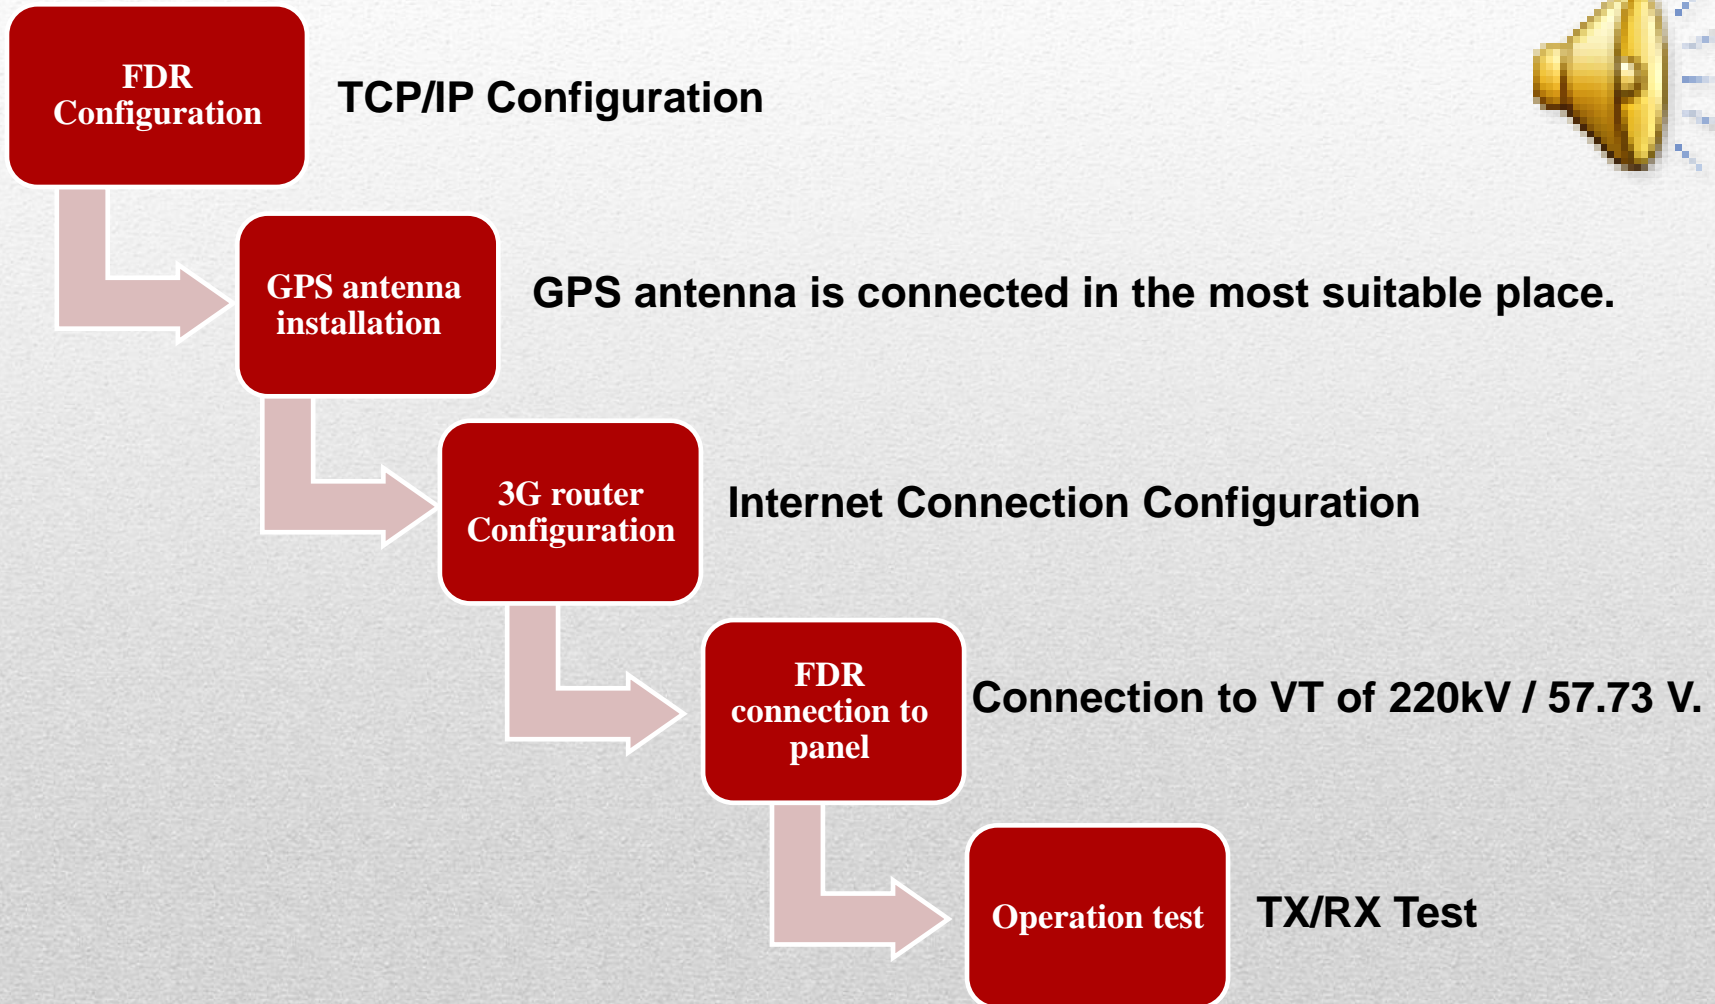 FDR
Configuration
TCP/IP Configuration
GPS antenna
installation
GPS antenna is connected in the most suitable place.
3G router
Configuration
Internet Connection Configuration
FDR
connection to
panel
Connection to VT of 220kV / 57.73 V.
Operation test
TX/RX Test